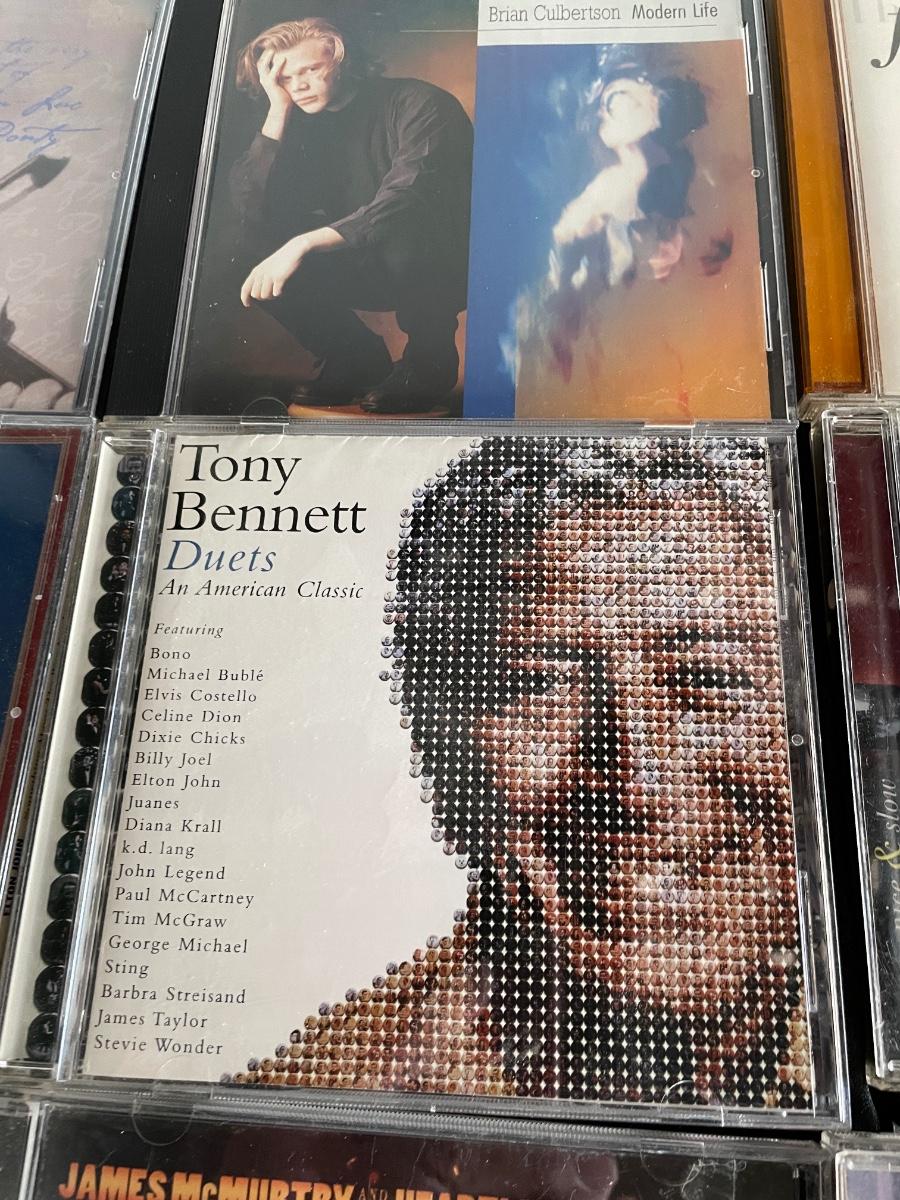 the very
Brian Culbertson Modern Life
Tony
Bennett
Duets
An American Classic
Featuring
Bono
Michael Bublé
Elvis Costello
Celine Dion
Dixie Chicks
Billy Joel
Elton John
Juanes
Diana Krall
k.d. lang
John Legend
Paul McCartney
Tim McGraw
George Michael
Sting
Barbra Streisand
James Taylor
Stevie Wonder
ELTON JOHN
& slow
JAMES McMURTRY AND